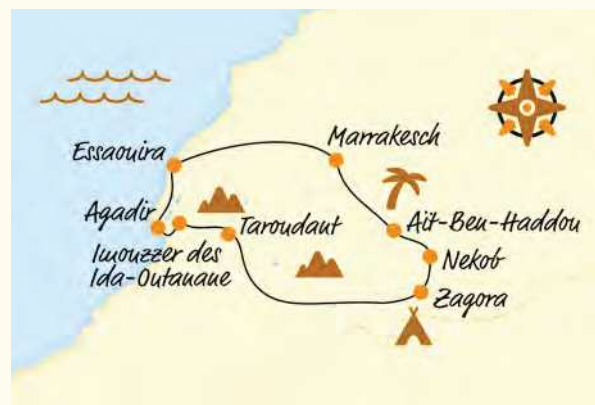 Essaouira
Marrakesch
Agadir
Imouzzer des
Ida-Outanane
Taroudant
Ait-Ben-Haddou
Nekob
Zagora